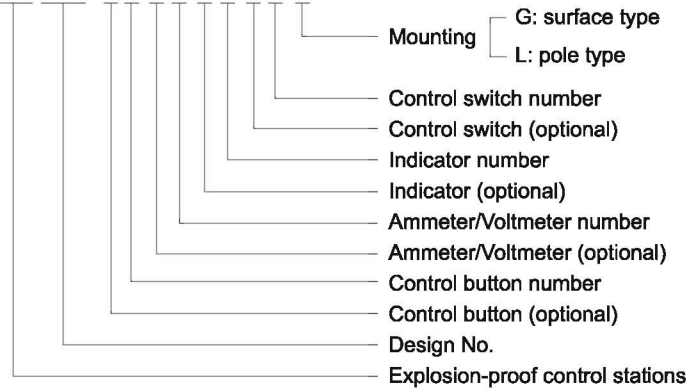 G: surface type
Mounting
L: pole type
Control switch number
Control switch (optional)
Indicator number
Indicator (optional)
Ammeter/Voltmeter number
Ammeter/Voltmeter (optional)
Control button number
Control button (optional)
Design No.
Explosion-proof control stations